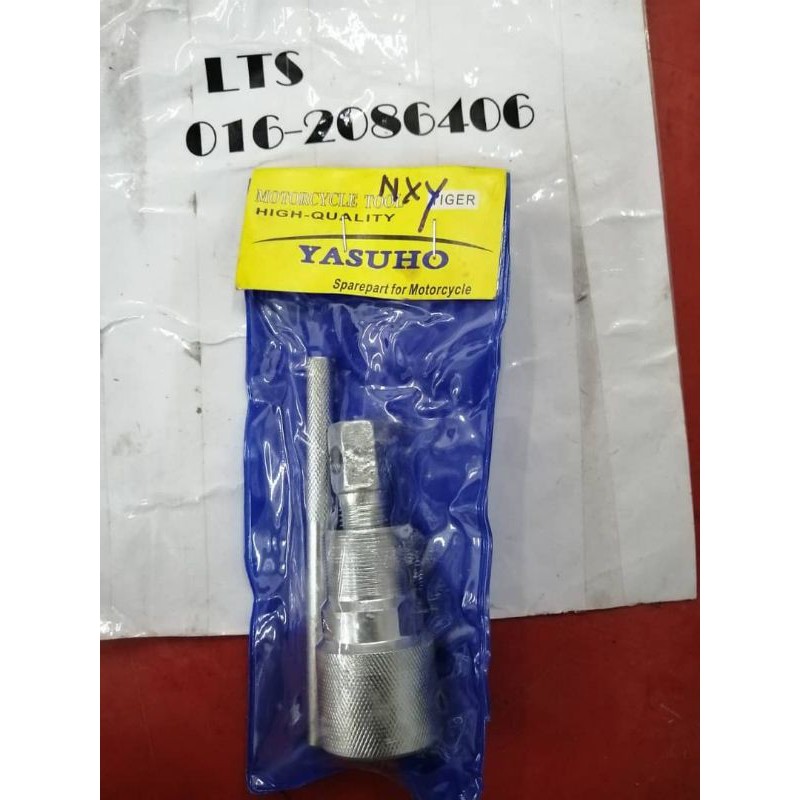 LTS
016-2086406
MOTORCYCLE TOOL NXY TIGER
HIGH-QUALITY
YASUHO
Sparepart for Motorcycle